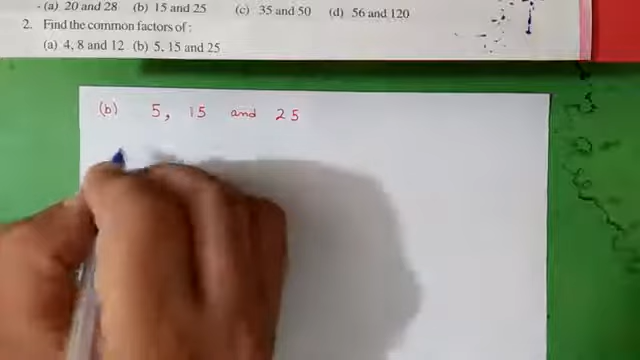 (a) 20 and 28 (b) 15 and 25 (c) 35 and 50 (d) 56 and 120
2. Find the common factors of :
(a) 4, 8 and 12 (b) 5, 15 and 25
(b) 5, 15 and 25